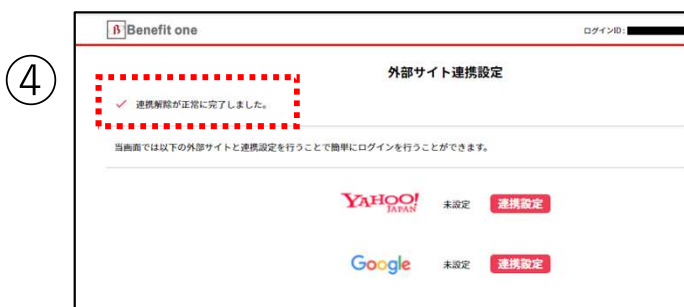 ④
Benefit one
ログインID:
外部サイト連携設定
連携解除が正常に完了しました。
当画面では以下の外部サイトと連携設定を行うことで簡単にログインを行うことができます。
YAHOO! JAPAN 未設定 連携設定
Google 未設定 連携設定